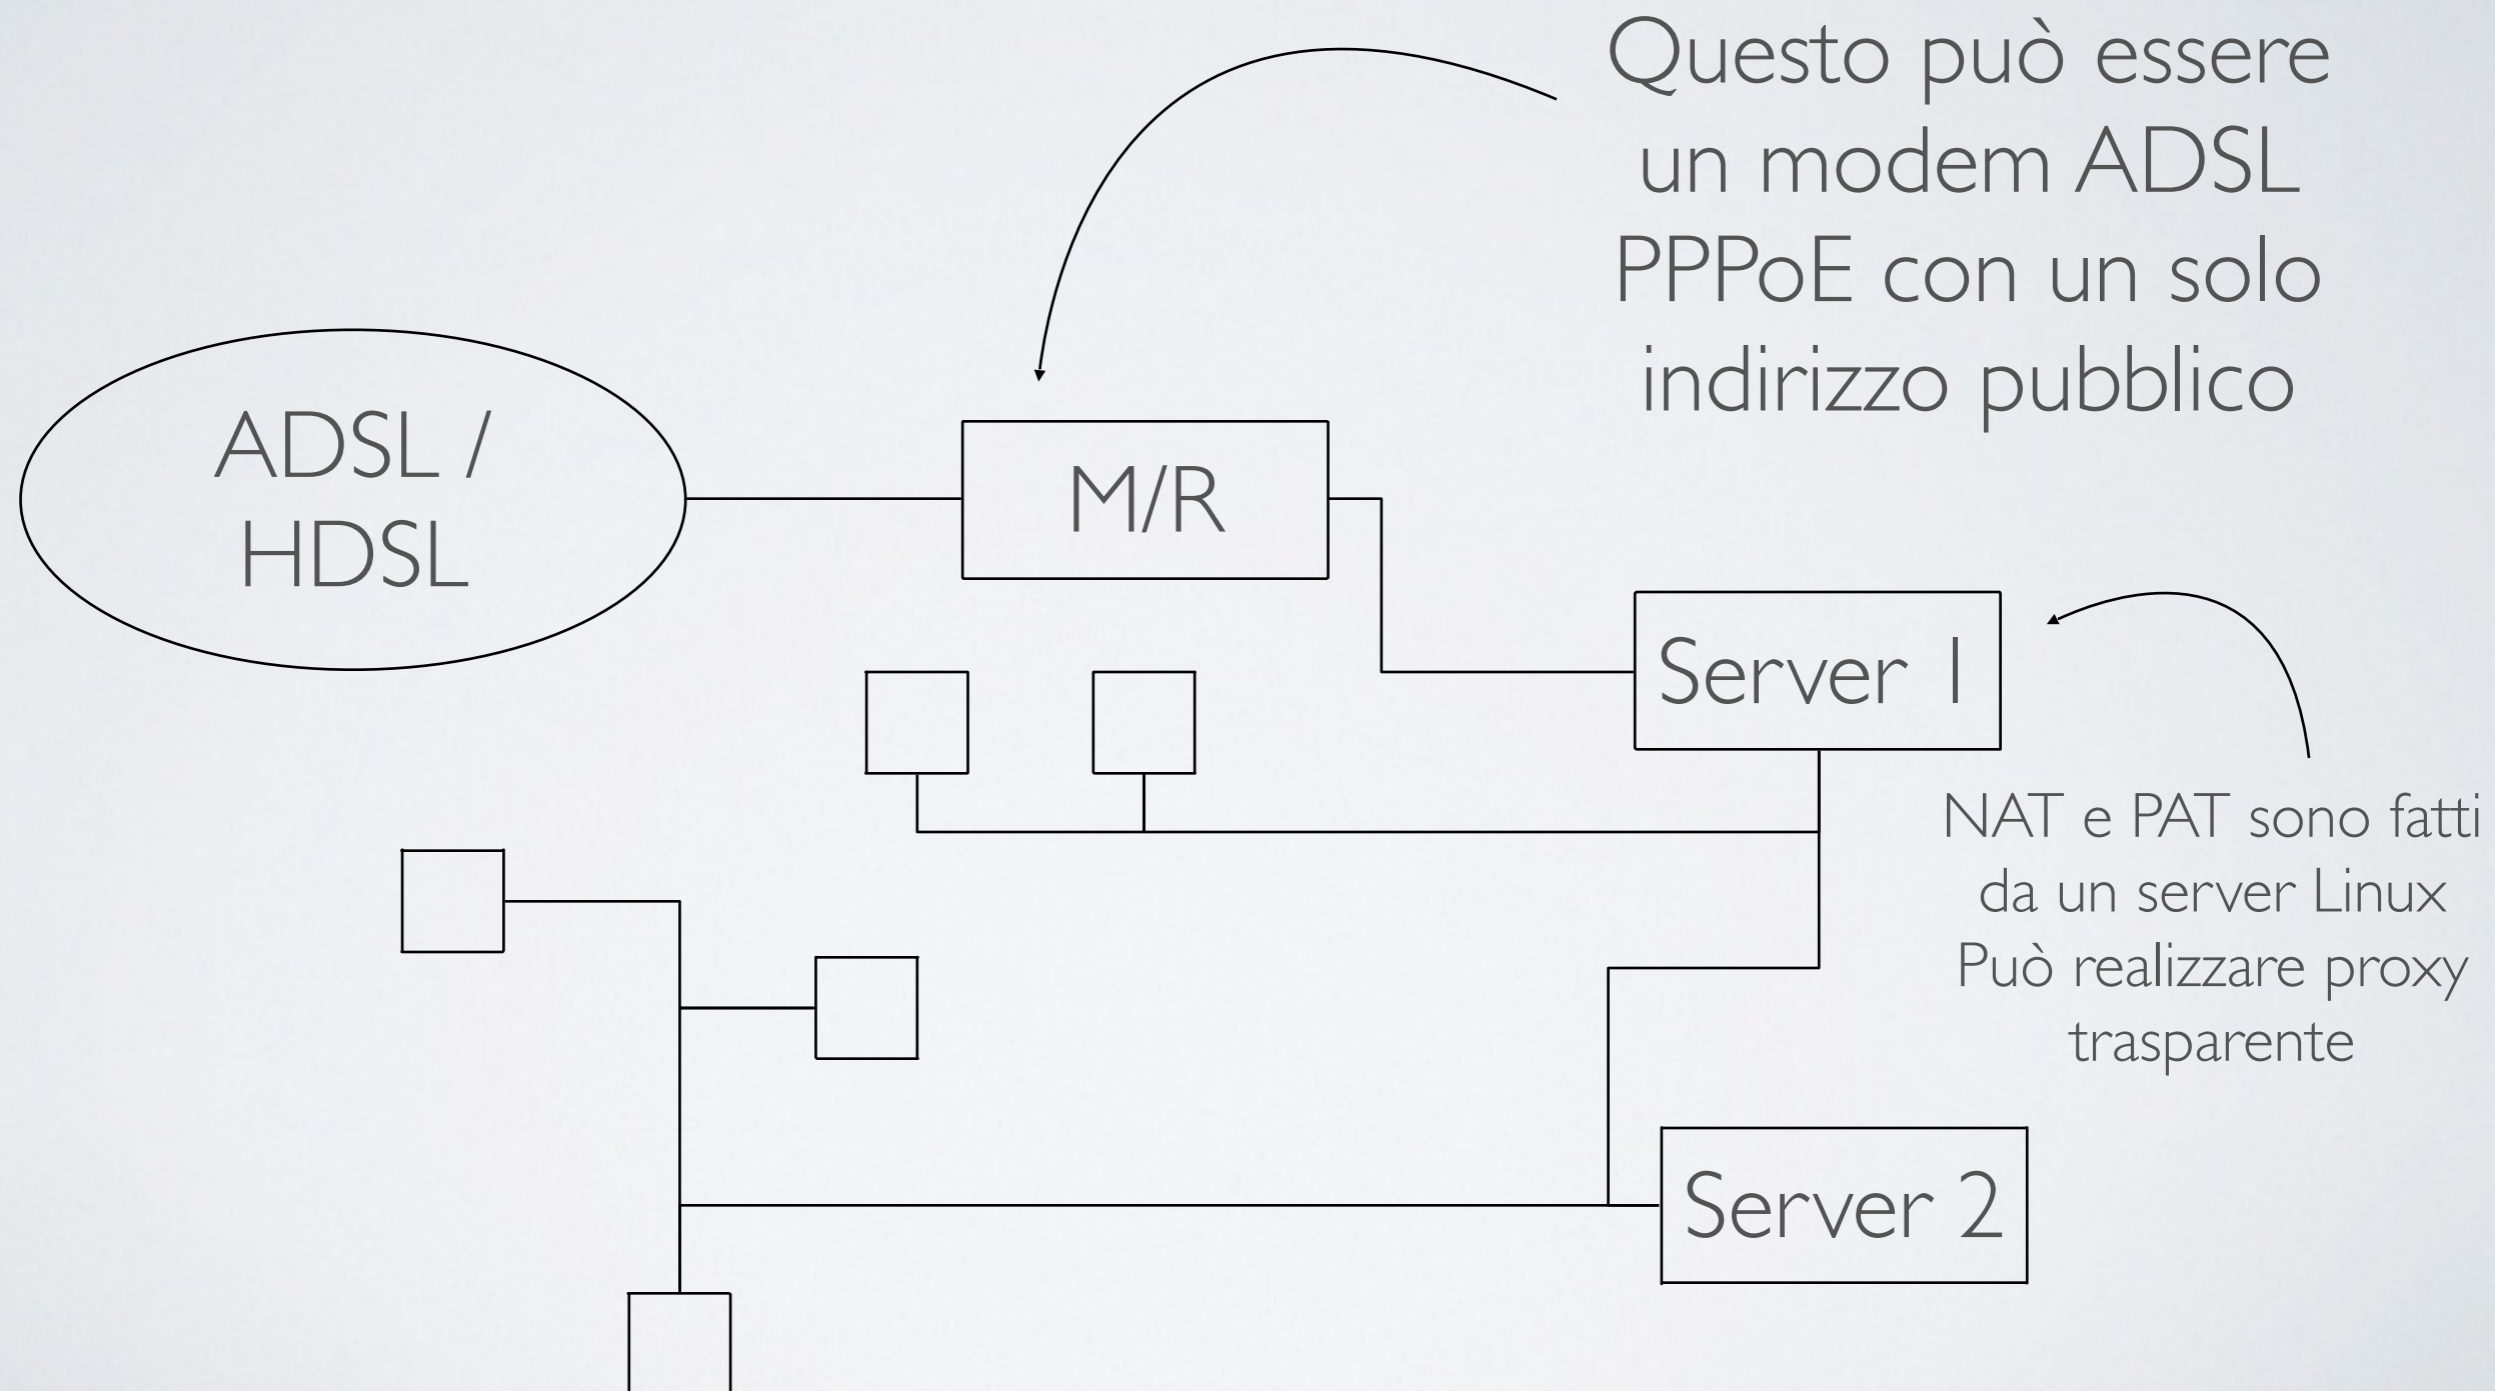 Questo può essere
un modem ADSL
PPPoE con un solo
indirizzo pubblico
ADSL /
HDSL
M/R
Server 1
NAT e PAT sono fatti
da un server Linux
Può realizzare proxy
trasparente
Server 2